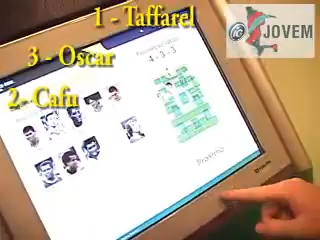 1 - Taffarel
JOVEM
3 - Oscar
4 - 3 - 3
2 - Cafu
Próximo